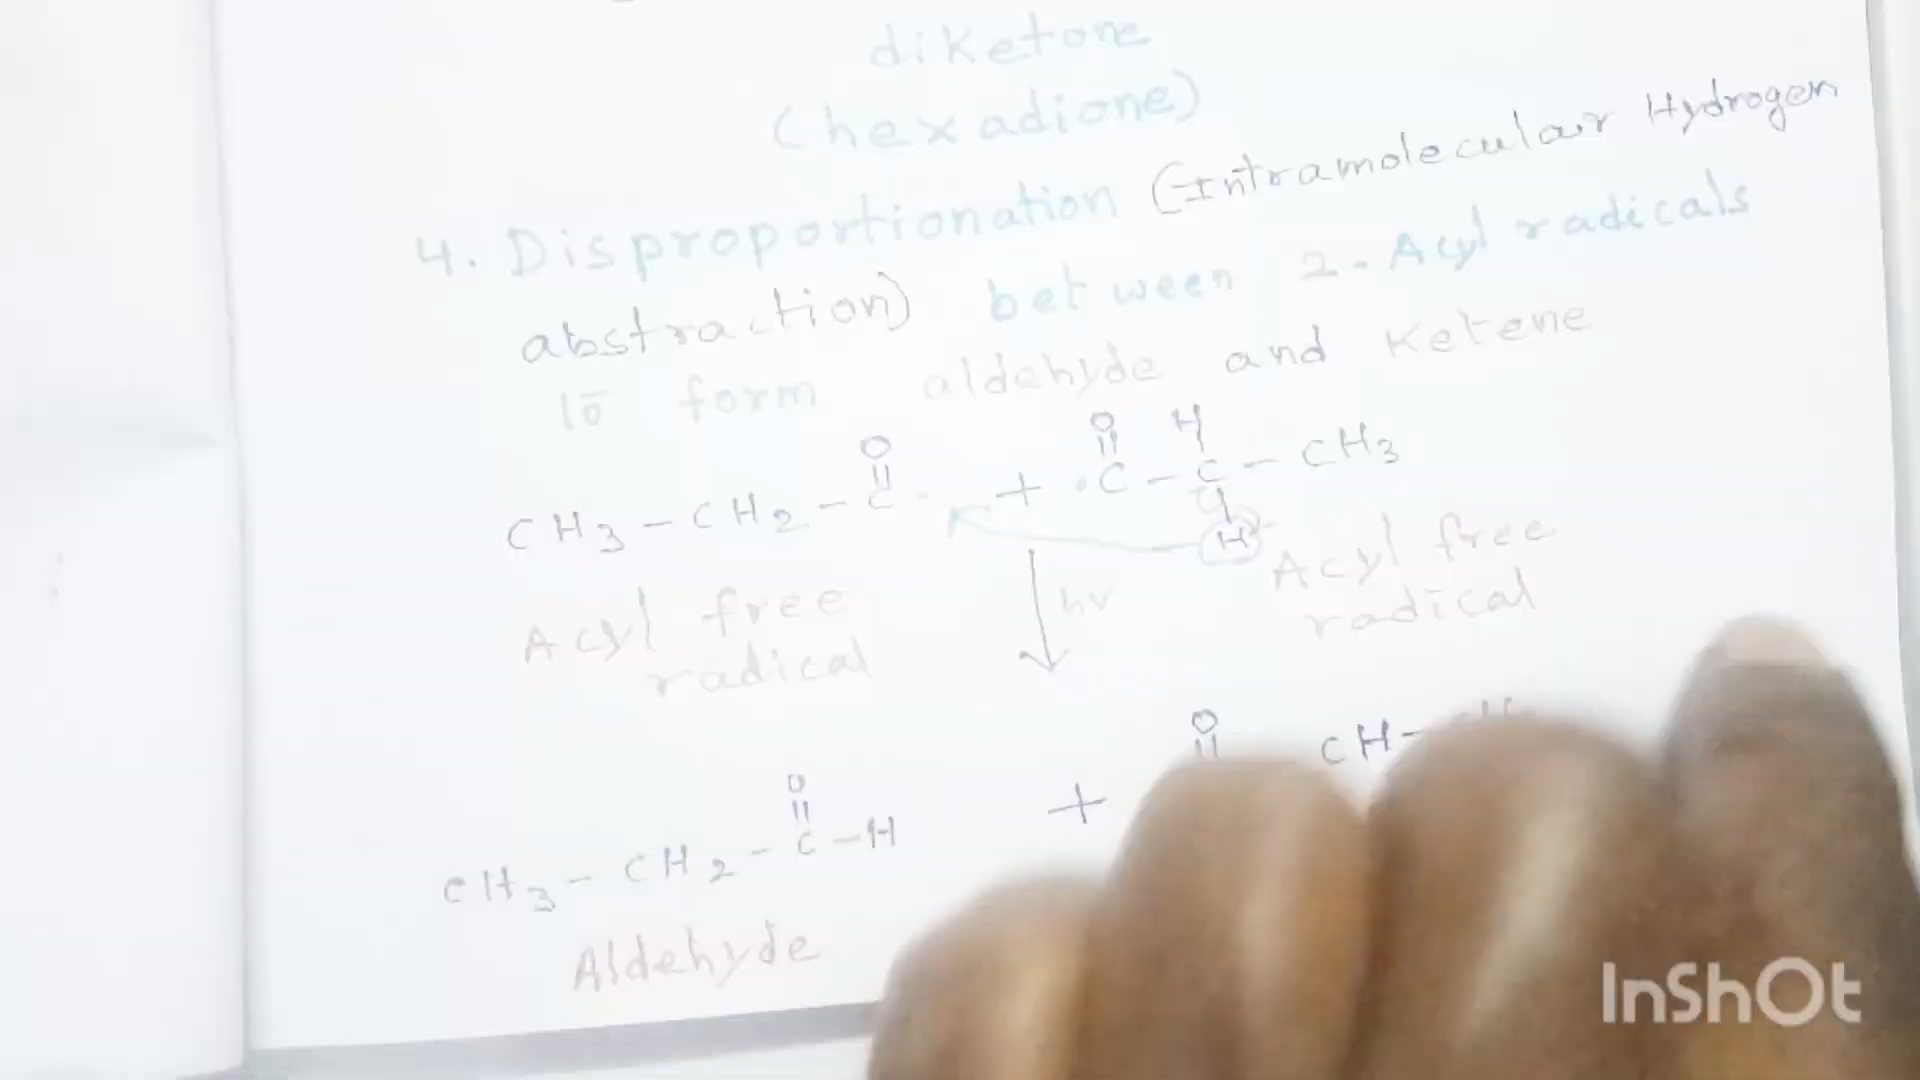 diketone
(hexadione)
4. Disproportionation (Intramolecular Hydrogen
abstraction) between 2-Acyl radicals
to form aldehyde and Ketene
O O H
CH3 - CH2 - C· + ·C - C - CH3
H
Acyl free radical
hν
Acyl free radical
O
O CH-
CH3 - CH2 - C - H +
Aldehyde
InShOt